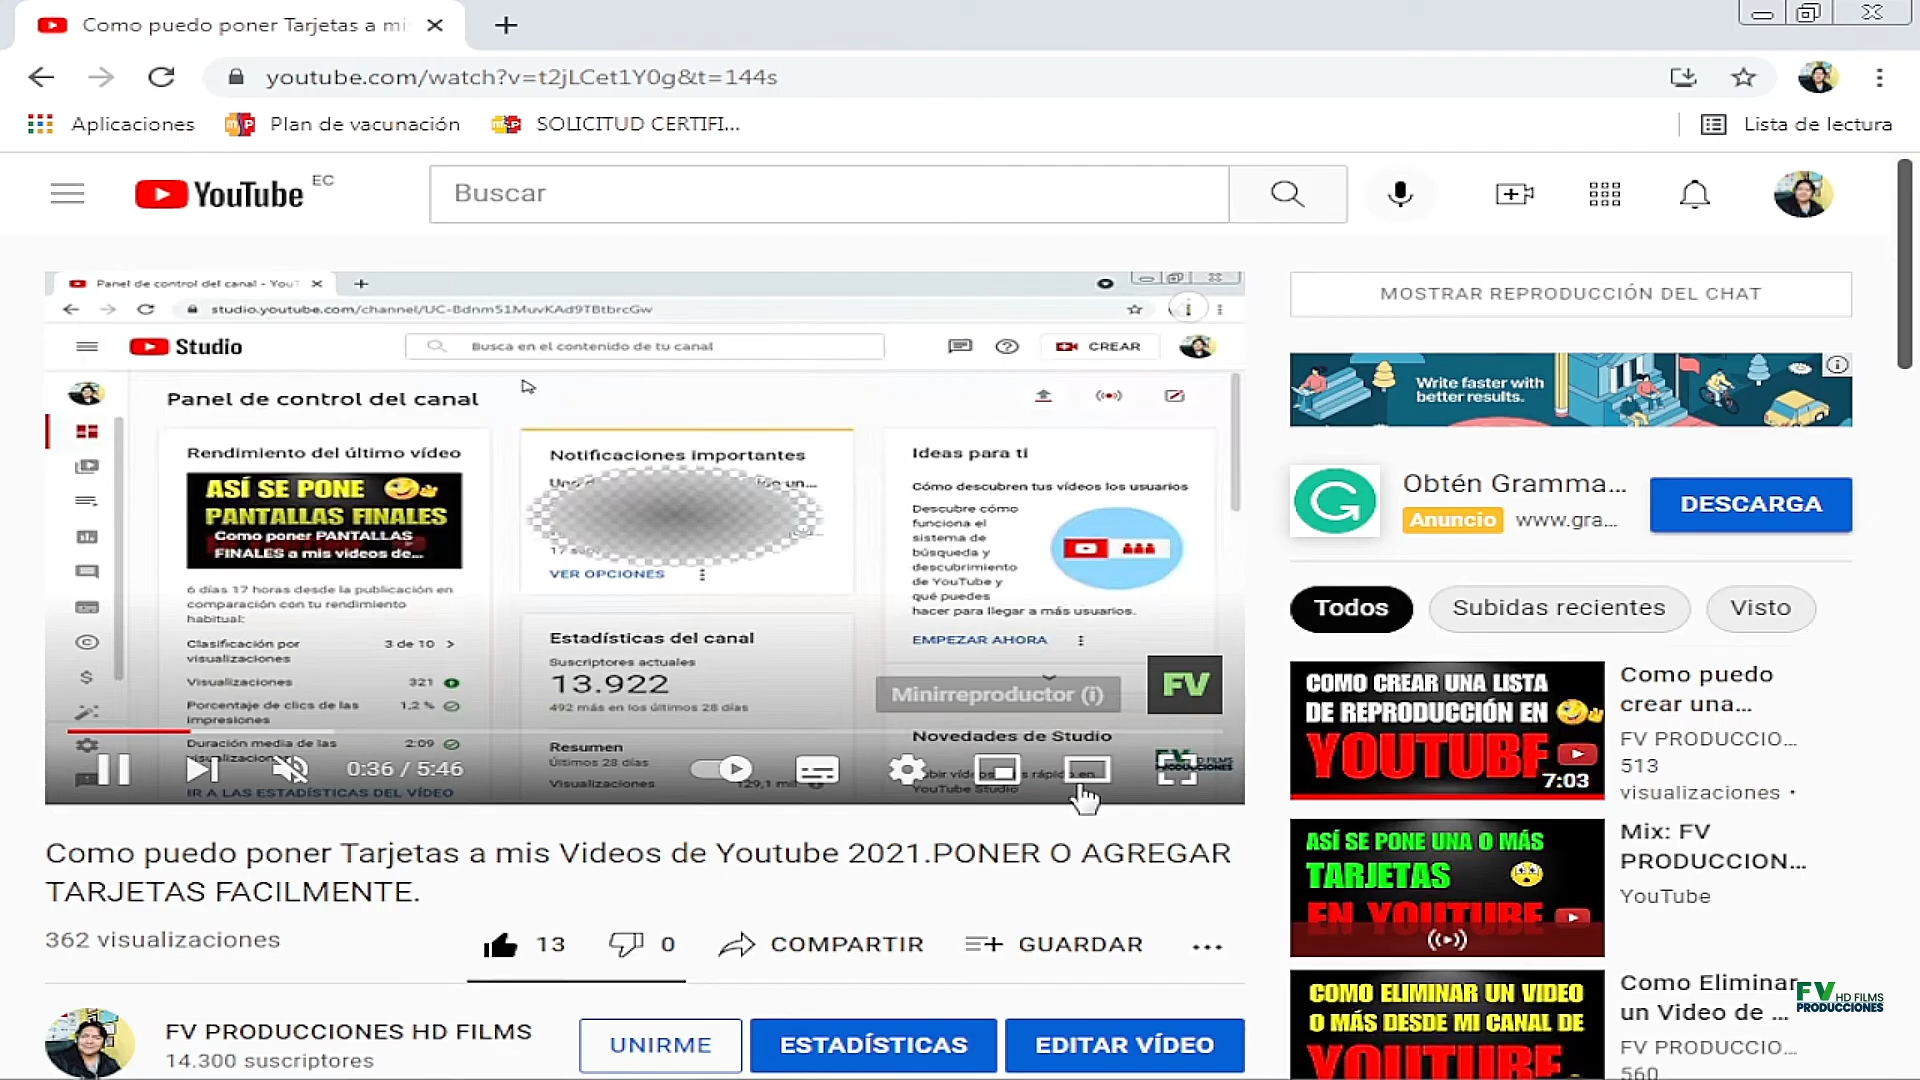 Como puedo poner Tarjetas a mi
youtube.com/watch?v=t2jLCet1Y0g&t=144s
Aplicaciones
Plan de vacunación
SOLICITUD CERTIFI...
Lista de lectura
YouTube EC
Buscar
Panel de control del canal - YouT
studio.youtube.com/channel/UC-8dnm51MuvKAd9TBtbrcGw
Studio
Busca en el contenido de tu canal
CREAR
Panel de control del canal
Rendimiento del último vídeo
ASÍ SE PONE
PANTALLAS FINALES
Como poner PANTALLAS
FINALES a mis videos de...
6 días 17 horas desde la publicación en
comparación con tu rendimiento
habitual:
Clasificación por
visualizaciones
3 de 10
Visualizaciones
321
Porcentaje de clics de las
impresiones
1,2 %
Duración media de las
visualizaciones
2:09
IR A LAS ESTADÍSTICAS DEL VÍDEO
Notificaciones importantes
VER OPCIONES
Estadísticas del canal
Suscriptores actuales
13.922
492 más en los últimos 28 días
Resumen
Últimos 28 días
Visualizaciones
129,1 mil
Ideas para ti
Cómo descubren tus vídeos los usuarios
Descubre cómo
funciona el
sistema de
búsqueda y
descubrimiento
de YouTube y
qué puedes
hacer para llegar a más usuarios.
EMPEZAR AHORA
Minirreproductor (i)
FV
Novedades de Studio
YouTube Studio
0:36 / 5:46
Como puedo poner Tarjetas a mis Videos de Youtube 2021.PONER O AGREGAR
TARJETAS FACILMENTE.
362 visualizaciones
13
0
COMPARTIR
GUARDAR
FV PRODUCCIONES HD FILMS
14.300 suscriptores
UNIRME
ESTADÍSTICAS
EDITAR VÍDEO
MOSTRAR REPRODUCCIÓN DEL CHAT
Write faster with
better results.
Obtén Gramma...
Anuncio www.gra...
DESCARGA
Todos
Subidas recientes
Visto
COMO CREAR UNA LISTA
DE REPRODUCCIÓN EN
YOUTUBE
7:03
Como puedo
crear una...
FV PRODUCCIO...
513
visualizaciones •
ASÍ SE PONE UNA O MÁS
TARJETAS
EN YOUTUBE
Mix: FV
PRODUCCION...
YouTube
COMO ELIMINAR UN VIDEO
O MÁS DESDE MI CANAL DE
YOUTUBE
Como Eliminar
un Video de ...
FV PRODUCCIO...
560
FV HD FILMS
PRODUCCIONES